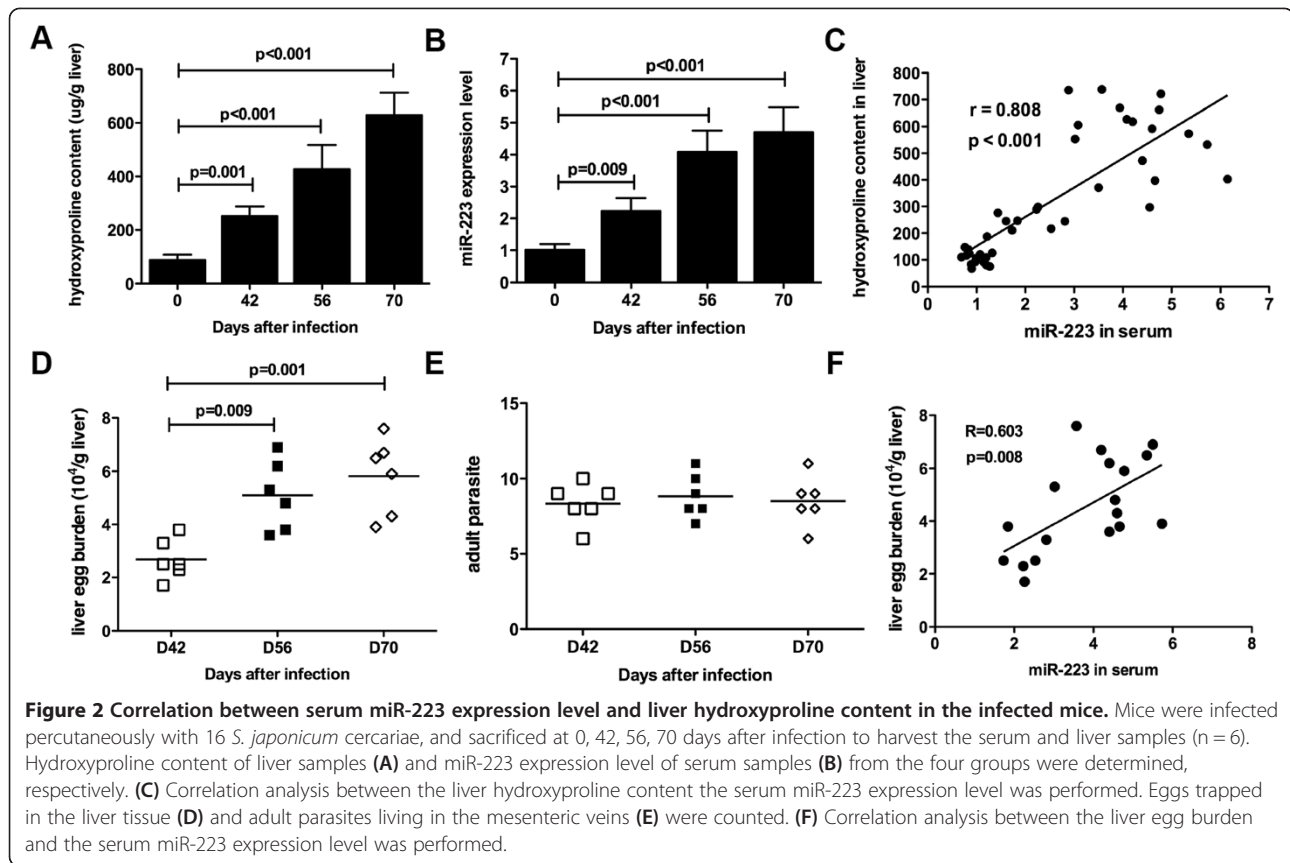 A
hydroxyproline content (ug/g liver)
800
600
400
200
0
p<0.001
p<0.001
p=0.001
0 42 56 70
Days after infection
B
miR-223 expression level
7
6
5
4
3
2
1
0
p<0.001
p<0.001
p=0.009
0 42 56 70
Days after infection
C
hydroxyproline content in liver
800
700
600
500
400
300
200
100
0
r = 0.808
p < 0.001
0 1 2 3 4 5 6 7
miR-223 in serum
D
liver egg burden (10⁴/g liver)
8
6
4
2
0
p=0.001
p=0.009
D42 D56 D70
Days after infection
E
adult parasite
15
10
5
0
D42 D56 D70
Days after infection
F
liver egg burden (10⁴/g liver)
8
6
4
2
0
R=0.603
p=0.008
0 2 4 6 8
miR-223 in serum
Figure 2 Correlation between serum miR-223 expression level and liver hydroxyproline content in the infected mice. Mice were infected
percutaneously with 16 S. japonicum cercariae, and sacrificed at 0, 42, 56, 70 days after infection to harvest the serum and liver samples (n = 6).
Hydroxyproline content of liver samples (A) and miR-223 expression level of serum samples (B) from the four groups were determined,
respectively. (C) Correlation analysis between the liver hydroxyproline content the serum miR-223 expression level was performed. Eggs trapped
in the liver tissue (D) and adult parasites living in the mesenteric veins (E) were counted. (F) Correlation analysis between the liver egg burden
and the serum miR-223 expression level was performed.